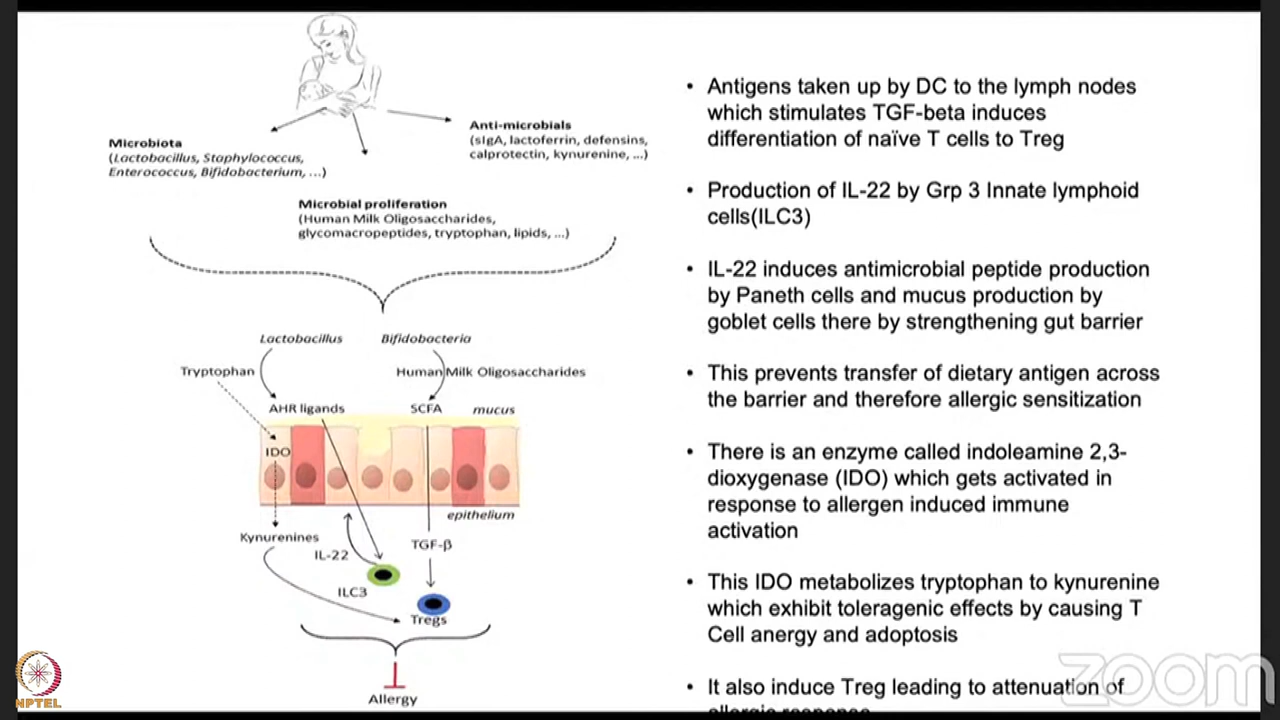 Microbiota
(Lactobacillus, Staphylococcus,
Enterococcus, Bifidobacterium, ...)
Anti-microbials
(sIgA, lactoferrin, defensins,
calprotectin, kynurenine, ...)
Microbial proliferation
(Human Milk Oligosaccharides,
glycomacropeptides, tryptophan, lipids, ...)
Lactobacillus
Bifidobacteria
Tryptophan
Human Milk Oligosaccharides
AHR ligands
SCFA
mucus
IDO
epithelium
Kynurenines
IL-22
TGF-β
ILC3
Tregs
Allergy
• Antigens taken up by DC to the lymph nodes
which stimulates TGF-beta induces
differentiation of naïve T cells to Treg
• Production of IL-22 by Grp 3 Innate lymphoid
cells(ILC3)
• IL-22 induces antimicrobial peptide production
by Paneth cells and mucus production by
goblet cells there by strengthening gut barrier
• This prevents transfer of dietary antigen across
the barrier and therefore allergic sensitization
• There is an enzyme called indoleamine 2,3-
dioxygenase (IDO) which gets activated in
response to allergen induced immune
activation
• This IDO metabolizes tryptophan to kynurenine
which exhibit toleragenic effects by causing T
Cell anergy and adoptosis
• It also induce Treg leading to attenuation of
allergic response
NPTEL
zoom